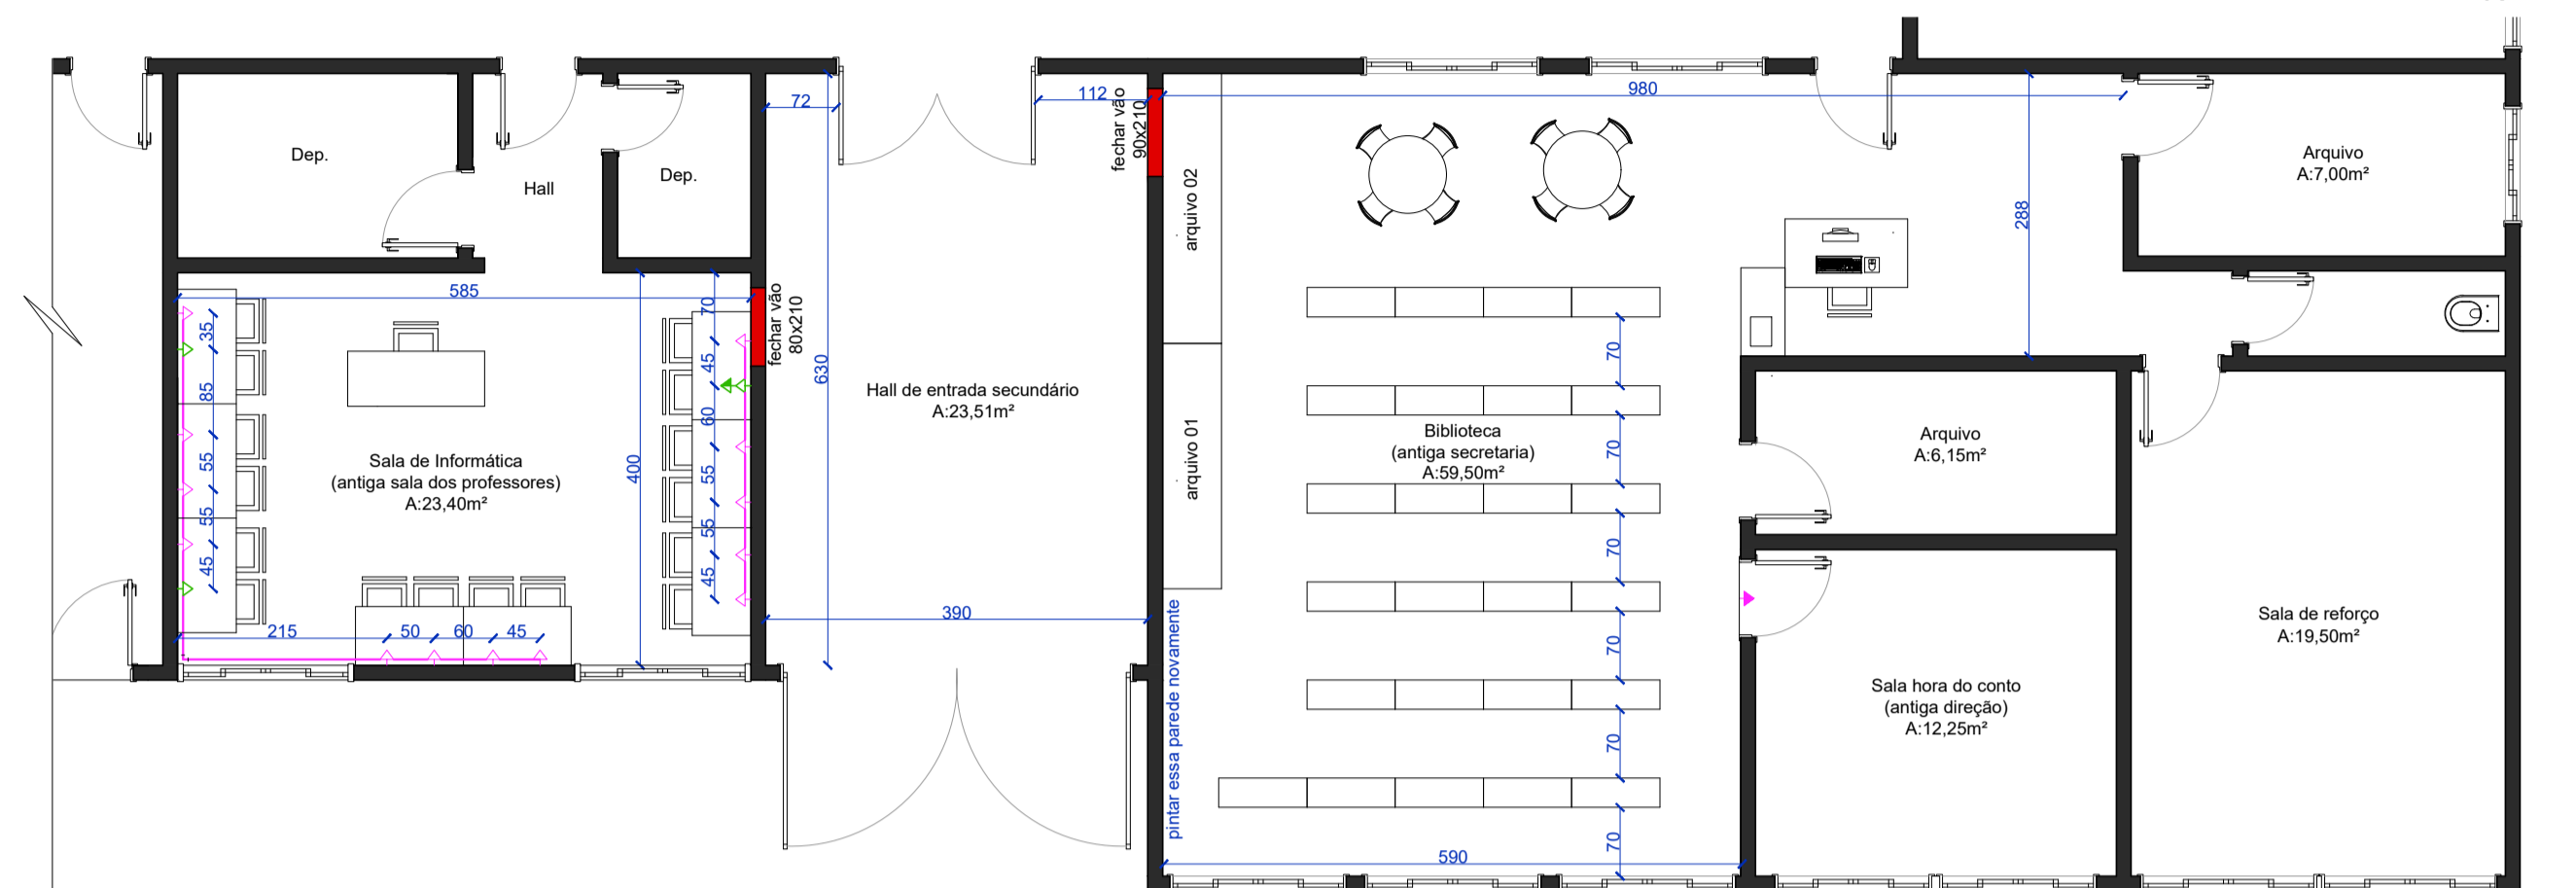 Dep.
Hall
Dep.
72
112
fechar vão
90x210
980
arquivo 02
288
Arquivo
A:7,00m²
585
70
fechar vão
80x210
35
85
55
55
45
45
60
55
55
45
400
630
Sala de Informática
(antiga sala dos professores)
A:23,40m²
215
50
60
45
Hall de entrada secundário
A:23,51m²
390
arquivo 01
pintar essa parede novamente
Biblioteca
(antiga secretaria)
A:59,50m²
70
70
70
70
70
70
590
Arquivo
A:6,15m²
Sala hora do conto
(antiga direção)
A:12,25m²
Sala de reforço
A:19,50m²